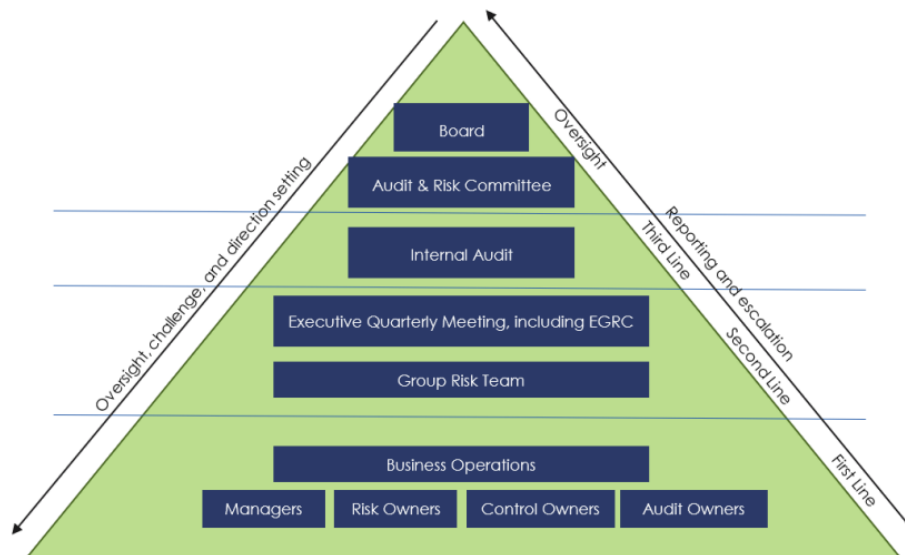 Board
Audit & Risk Committee
Internal Audit
Executive Quarterly Meeting, including EGRC
Group Risk Team
Business Operations
Managers
Risk Owners
Control Owners
Audit Owners
Oversight, challenge, and direction setting
Reporting and escalation
Oversight
Third Line
Second Line
First Line